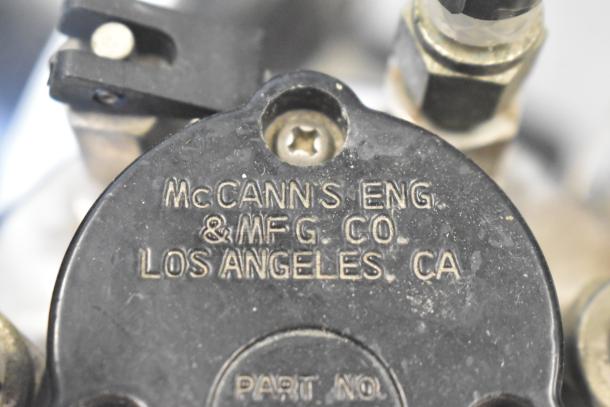 McCANN'S ENG.
& MFG. CO.
LOS ANGELES, CA
PART NO.